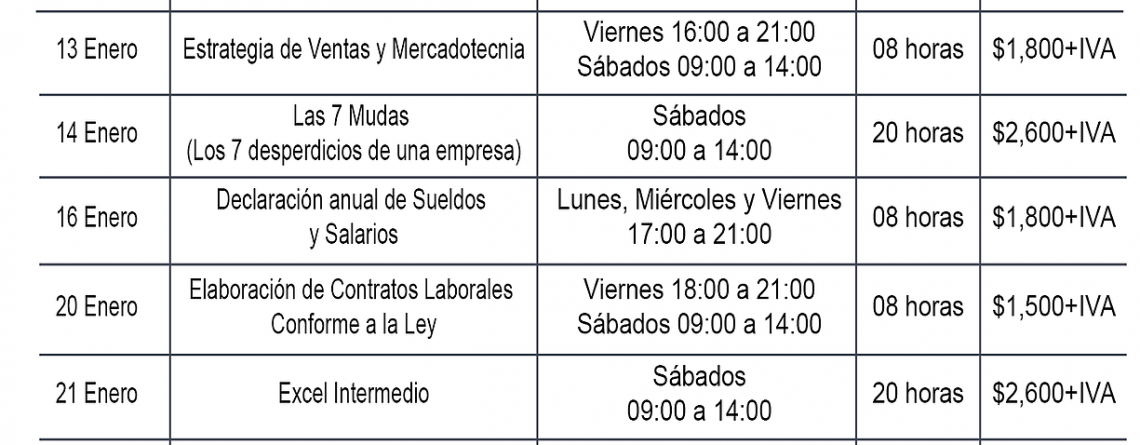 13 Enero
Estrategia de Ventas y Mercadotecnia
Viernes 16:00 a 21:00
Sábados 09:00 a 14:00
08 horas
$1,800+IVA
14 Enero
Las 7 Mudas
(Los 7 desperdicios de una empresa)
Sábados
09:00 a 14:00
20 horas
$2,600+IVA
16 Enero
Declaración anual de Sueldos
y Salarios
Lunes, Miércoles y Viernes
17:00 a 21:00
08 horas
$1,800+IVA
20 Enero
Elaboración de Contratos Laborales
Conforme a la Ley
Viernes 18:00 a 21:00
Sábados 09:00 a 14:00
08 horas
$1,500+IVA
21 Enero
Excel Intermedio
Sábados
09:00 a 14:00
20 horas
$2,600+IVA